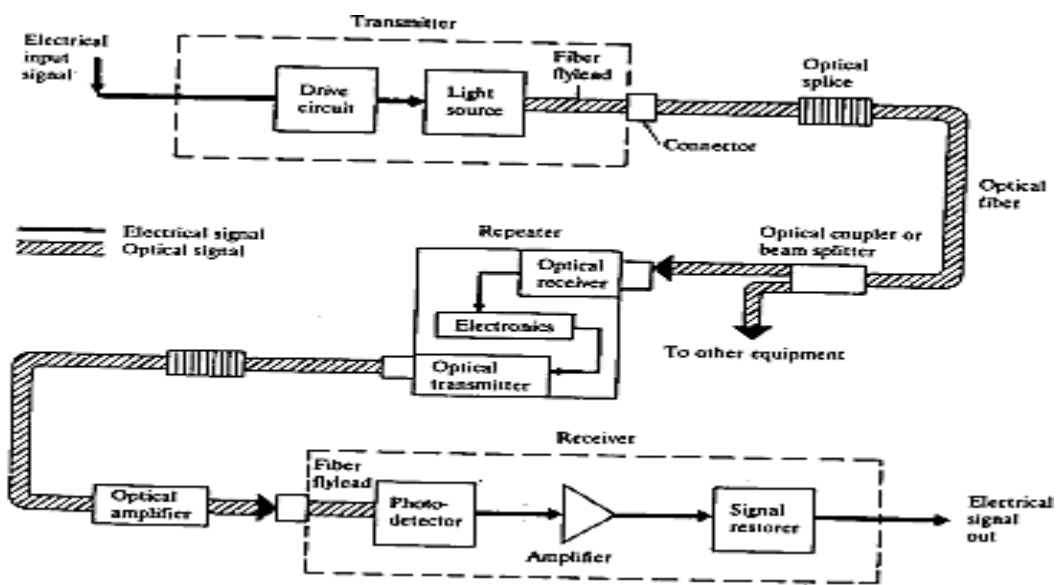 Transmitter
Electrical
input
signal
Drive
circuit
Light
source
Fiber
flylead
Connector
Optical
splice
Optical
fiber
Electrical signal
Optical signal
Repeater
Optical
receiver
Electronics
Optical
transmitter
Optical coupler or
beam splitter
To other equipment
Receiver
Optical
amplifier
Fiber
flylead
Photo-
detector
Amplifier
Signal
restorer
Electrical
signal
out